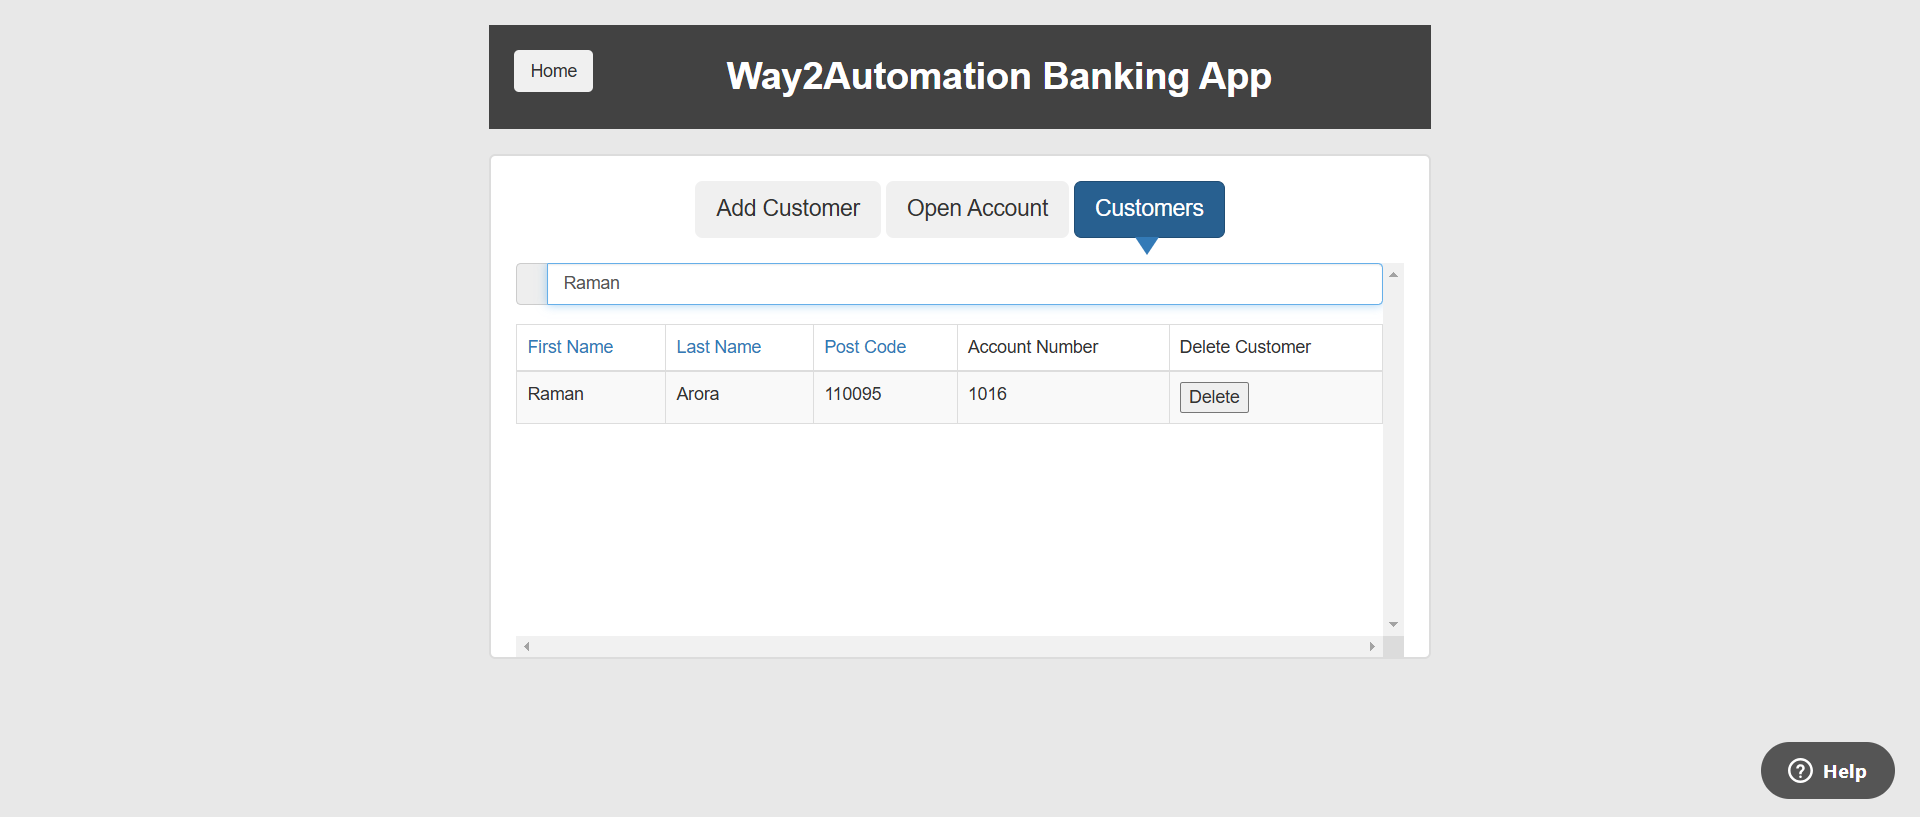 Home
Way2Automation Banking App
Add Customer Open Account Customers
Raman
First Name Last Name Post Code Account Number Delete Customer
Raman Arora 110095 1016 Delete
Help